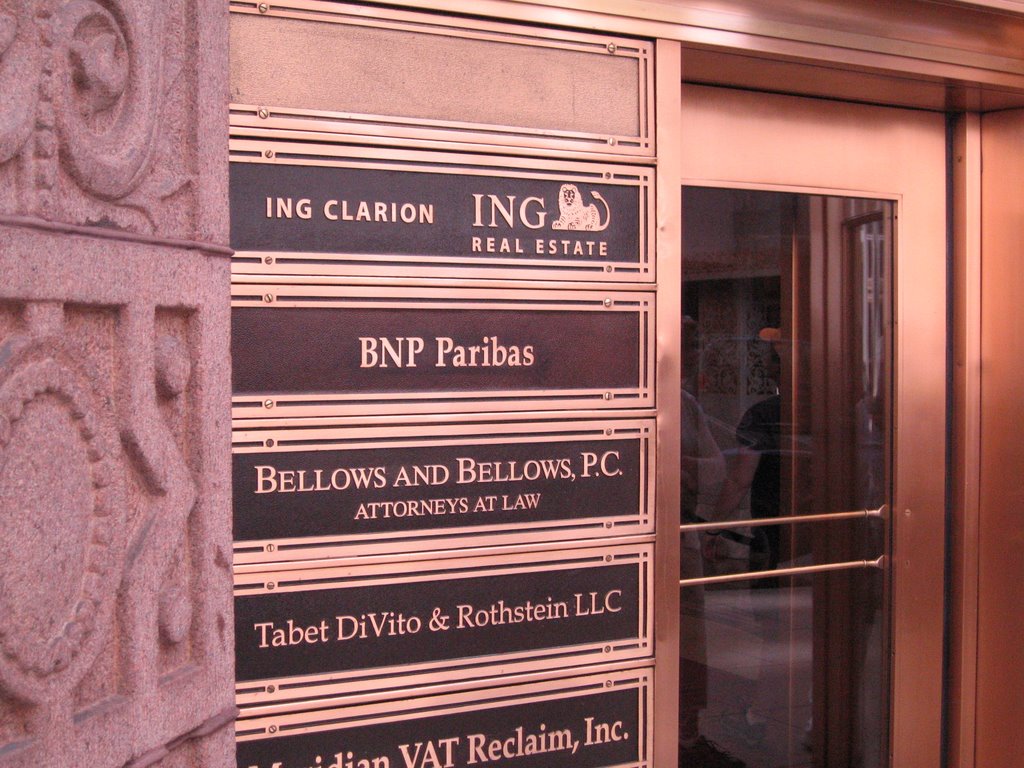 ING CLARION
ING
REAL ESTATE
BNP Paribas
BELLOWS AND BELLOWS, P.C.
ATTORNEYS AT LAW
Tabet DiVito & Rothstein LLC
Meridian VAT Reclaim, Inc.